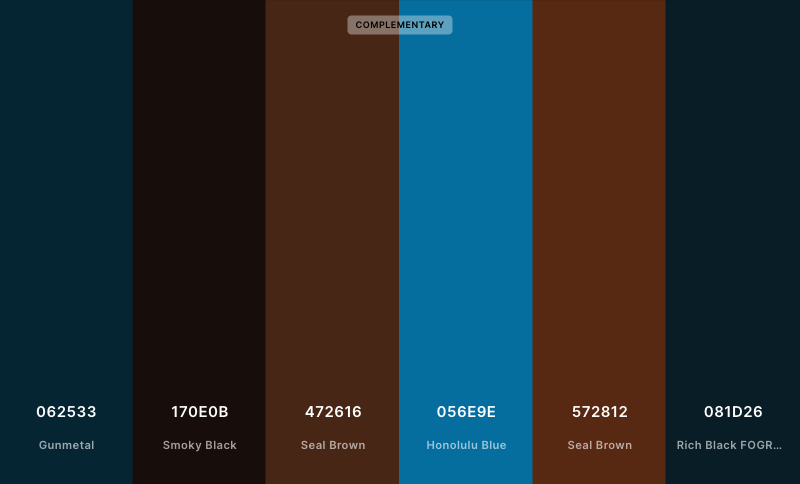 COMPLEMENTARY
062533
Gunmetal
170E0B
Smoky Black
472616
Seal Brown
056E9E
Honolulu Blue
572812
Seal Brown
081D26
Rich Black FOGR...